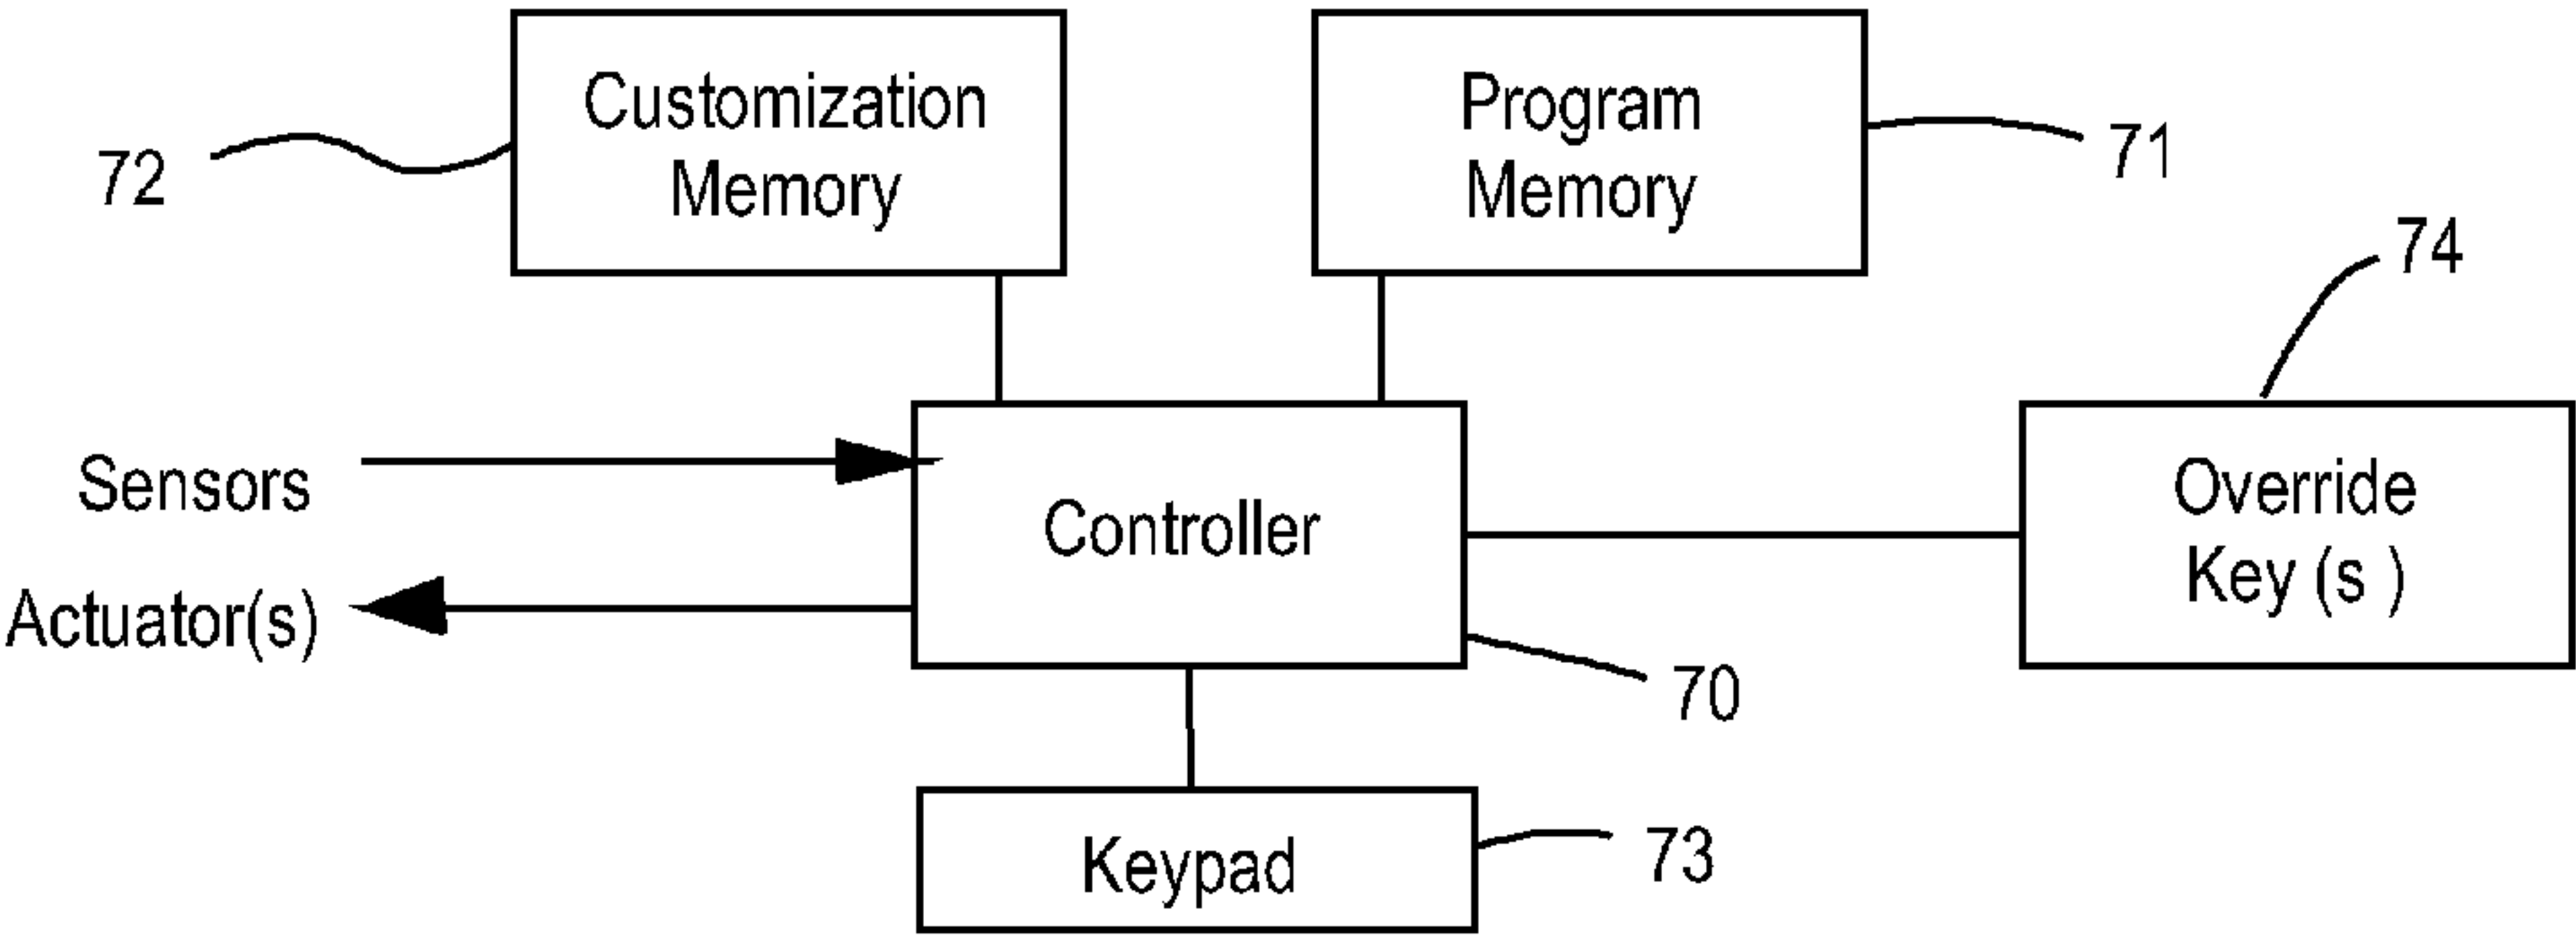 Customization
Memory
Program
Memory
72
71
74
Sensors
Actuator(s)
Controller
Override
Key (s )
70
Keypad
73